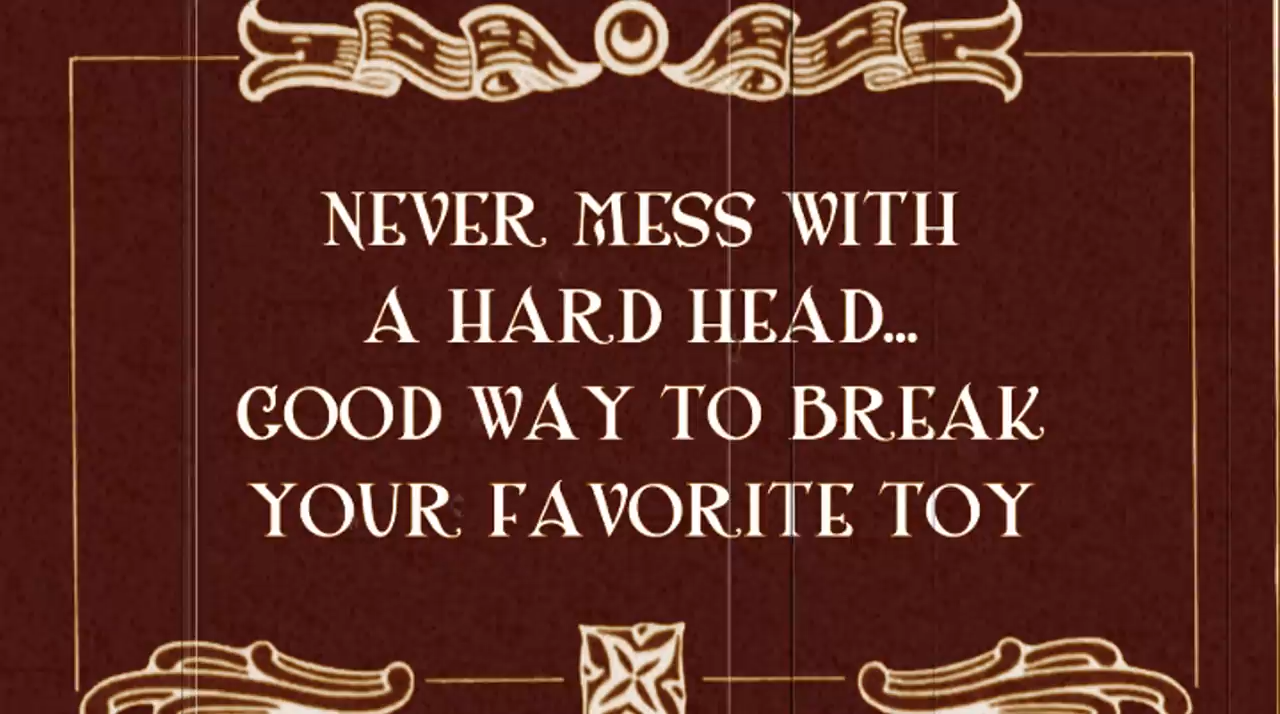 NEVER MESS WITH
A HARD HEAD...
GOOD WAY TO BREAK
YOUR FAVORITE TOY